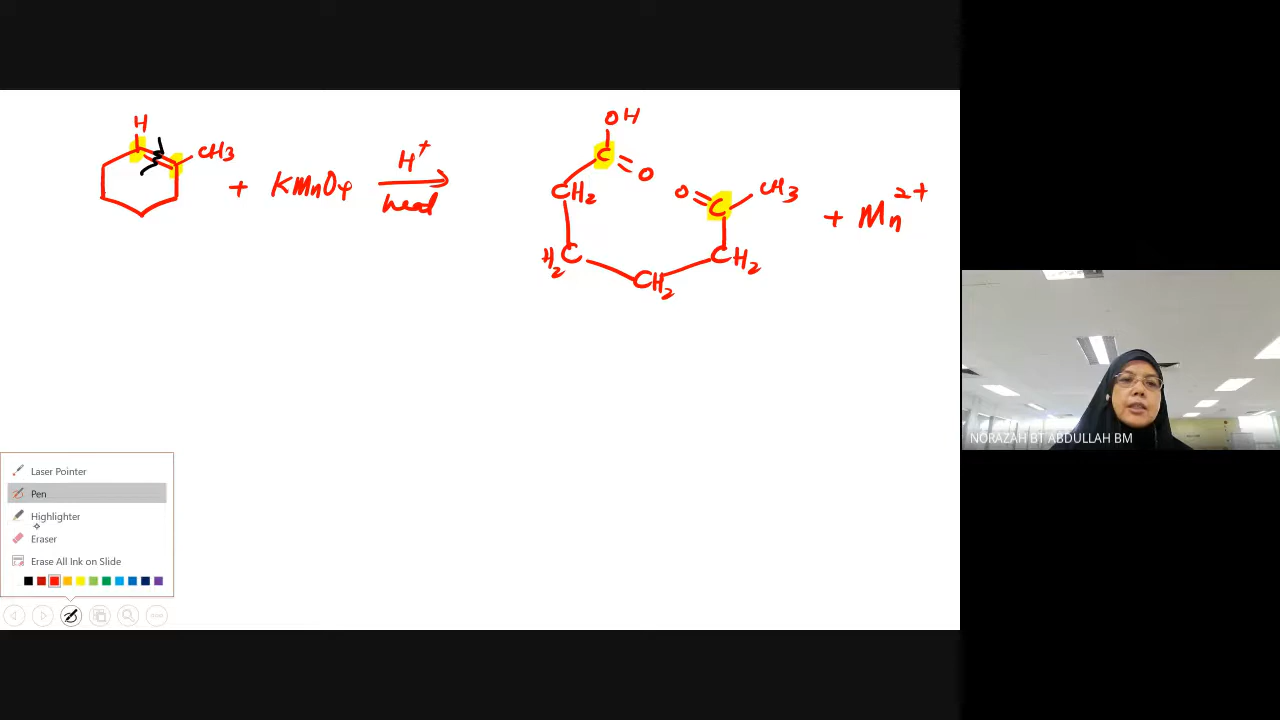 H
CH3
+ KMnO4
H+
heat
OH
C
O
CH2
O
C
CH3
H2C
CH2
CH2
+ Mn2+
NORAZAH BT ABDULLAH BM
Laser Pointer
Pen
Highlighter
Eraser
Erase All Ink on Slide